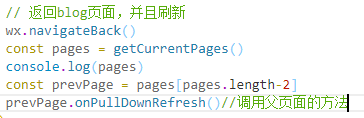 // 返回blog页面，并且刷新
wx.navigateBack()
const pages = getCurrentPages()
console.log(pages)
const prevPage = pages[pages.length-2]
prevPage.onPullDownRefresh()//调用父页面的方法